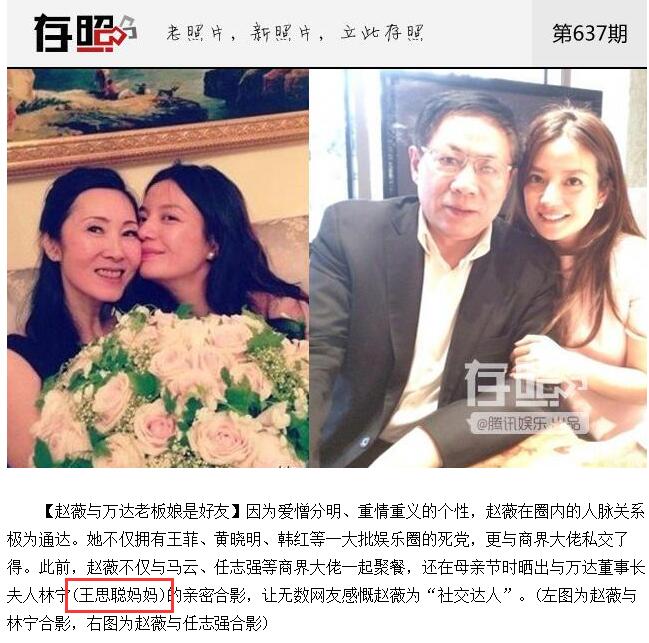 存照
老照片，新照片，立此存照
第637期
存照
@腾讯娱乐 出品
【赵薇与万达老板娘是好友】因为爱憎分明、重情重义的个性，赵薇在圈内的人脉关系
极为通达。她不仅拥有王菲、黄晓明、韩红等一大批娱乐圈的死党，更与商界大佬私交了
得。此前，赵薇不仅与马云、任志强等商界大佬一起聚餐，还在母亲节时晒出与万达董事长
夫人林宁(王思聪妈妈)的亲密合影，让无数网友感慨赵薇为“社交达人”。(左图为赵薇与
林宁合影，右图为赵薇与任志强合影)